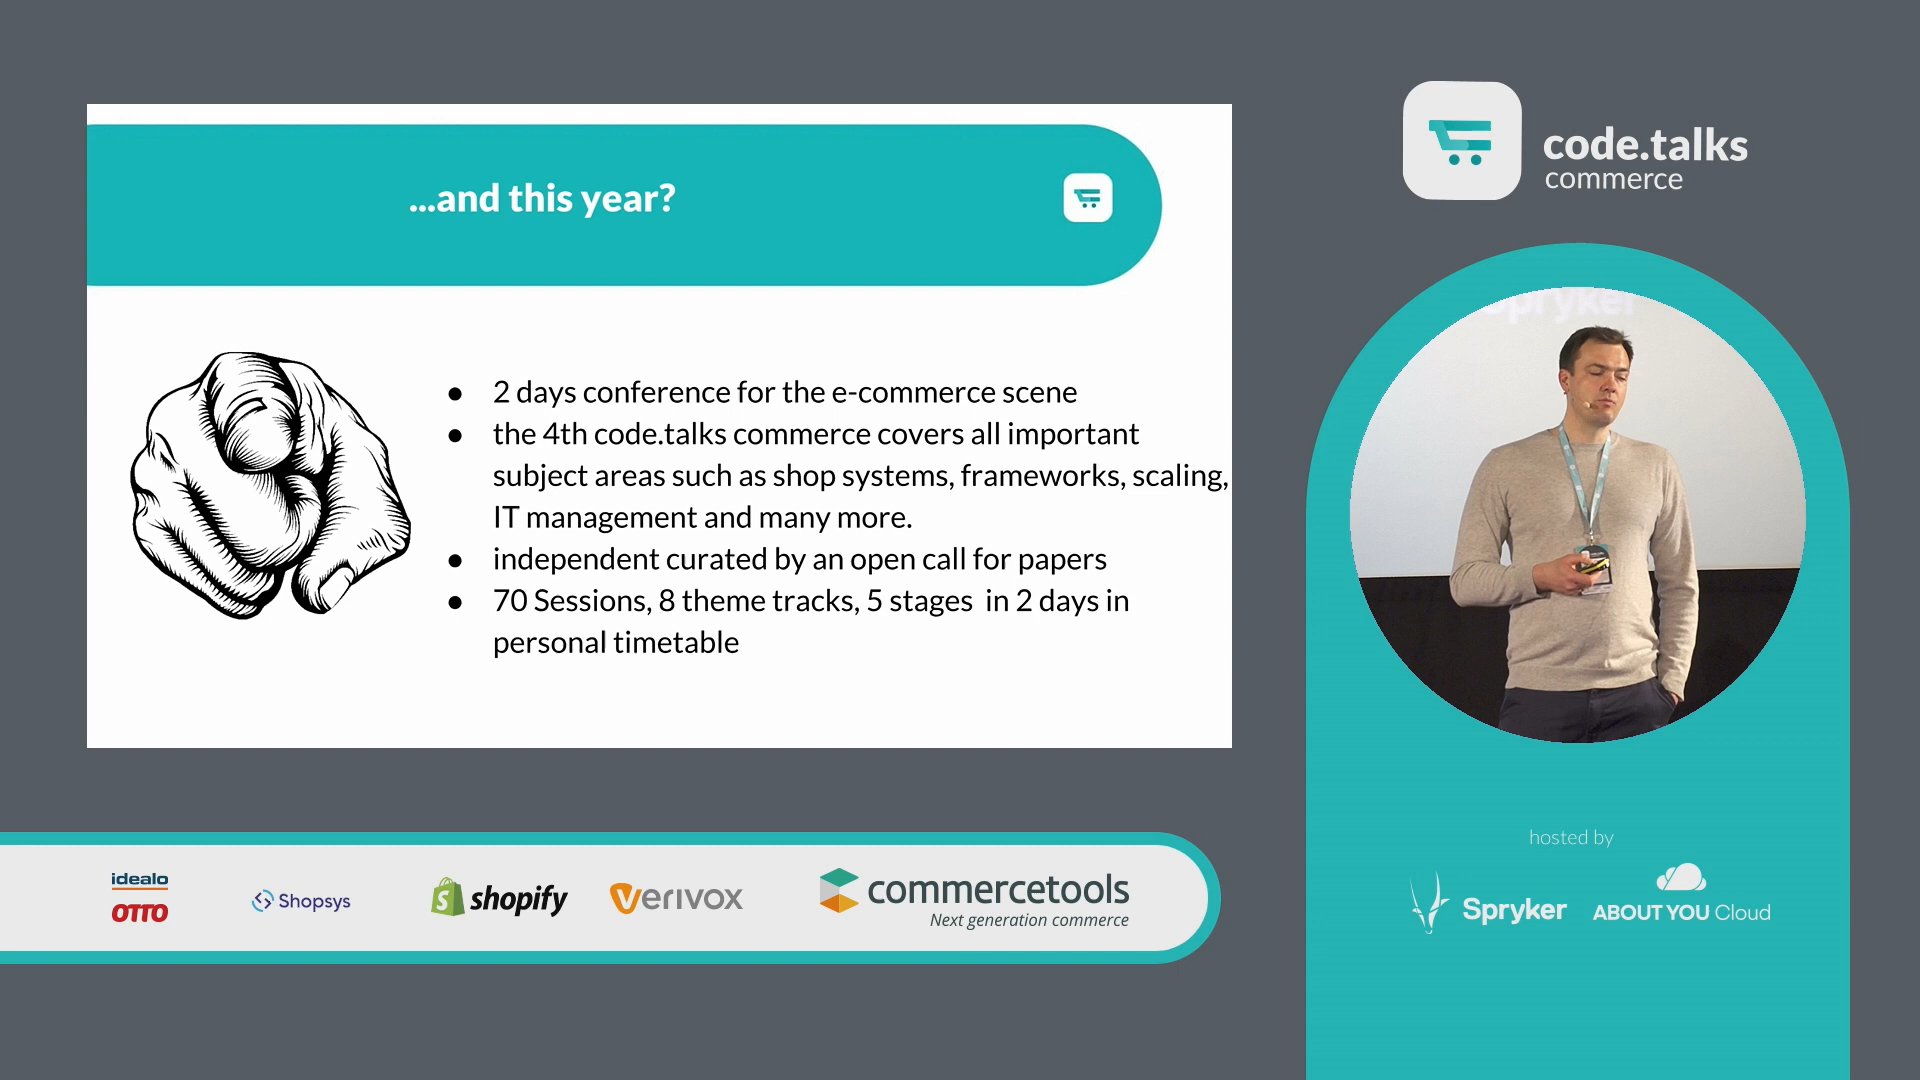 ...and this year?
● 2 days conference for the e-commerce scene
● the 4th code.talks commerce covers all important
subject areas such as shop systems, frameworks, scaling,
IT management and many more.
● independent curated by an open call for papers
● 70 Sessions, 8 theme tracks, 5 stages  in 2 days in
personal timetable
code.talks
commerce
Spryker
hosted by
Spryker
ABOUT YOU Cloud
idealo
OTTO
Shopsys
shopify
Verivox
commercetools
Next generation commerce